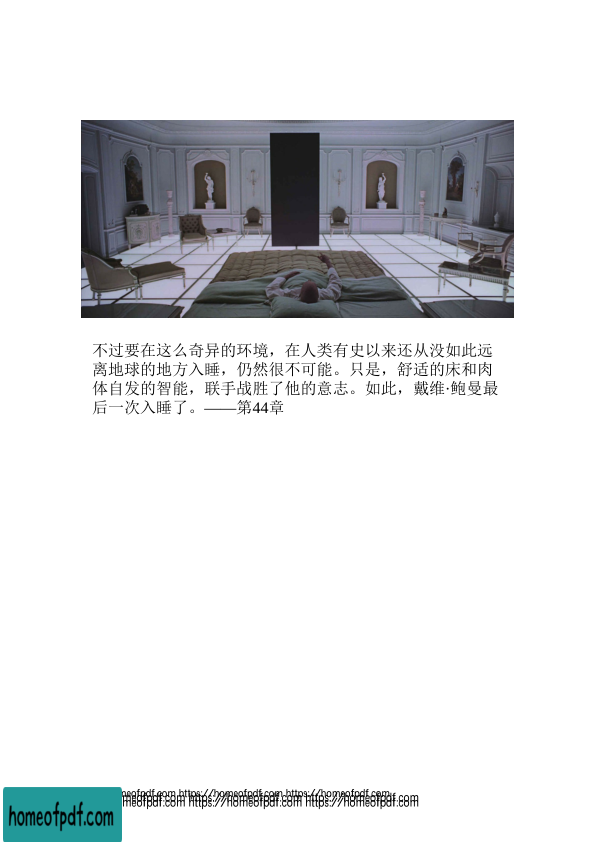 不过要在这么奇异的环境，在人类有史以来还从没如此远
离地球的地方入睡，仍然很不可能。只是，舒适的床和肉
体自发的智能，联手战胜了他的意志。如此，戴维·鲍曼最
后一次入睡了。——第44章
meofpdf.com https://homeofpdf.com https://homeofpdf.com
meofpdf.com https://homeofpdf.com https://homeofpdf.com
homeofpdf.com